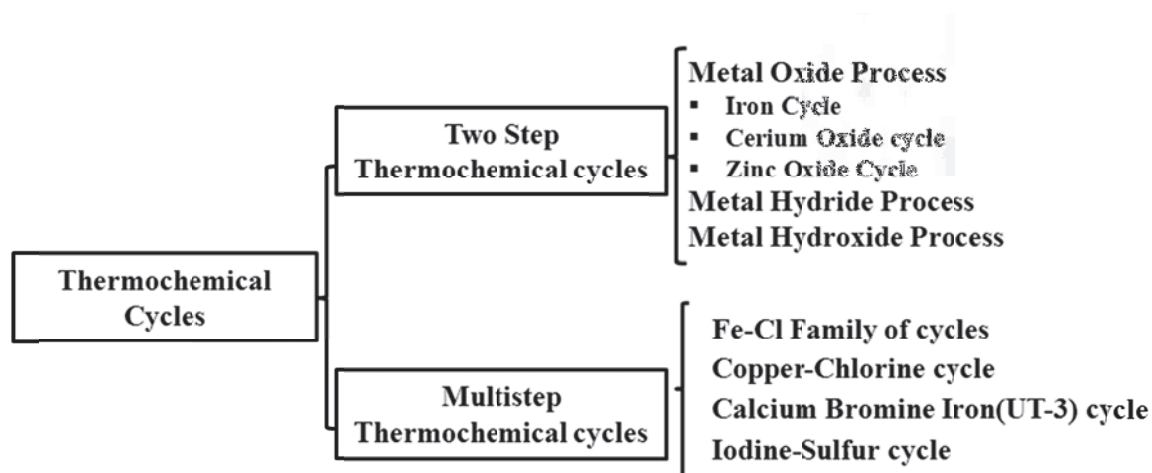 Metal Oxide Process
▪ Iron Cycle
▪ Cerium Oxide cycle
▪ Zinc Oxide Cycle
Metal Hydride Process
Metal Hydroxide Process
Two Step
Thermochemical cycles
Thermochemical
Cycles
Multistep
Thermochemical cycles
Fe-Cl Family of cycles
Copper-Chlorine cycle
Calcium Bromine Iron(UT-3) cycle
Iodine-Sulfur cycle